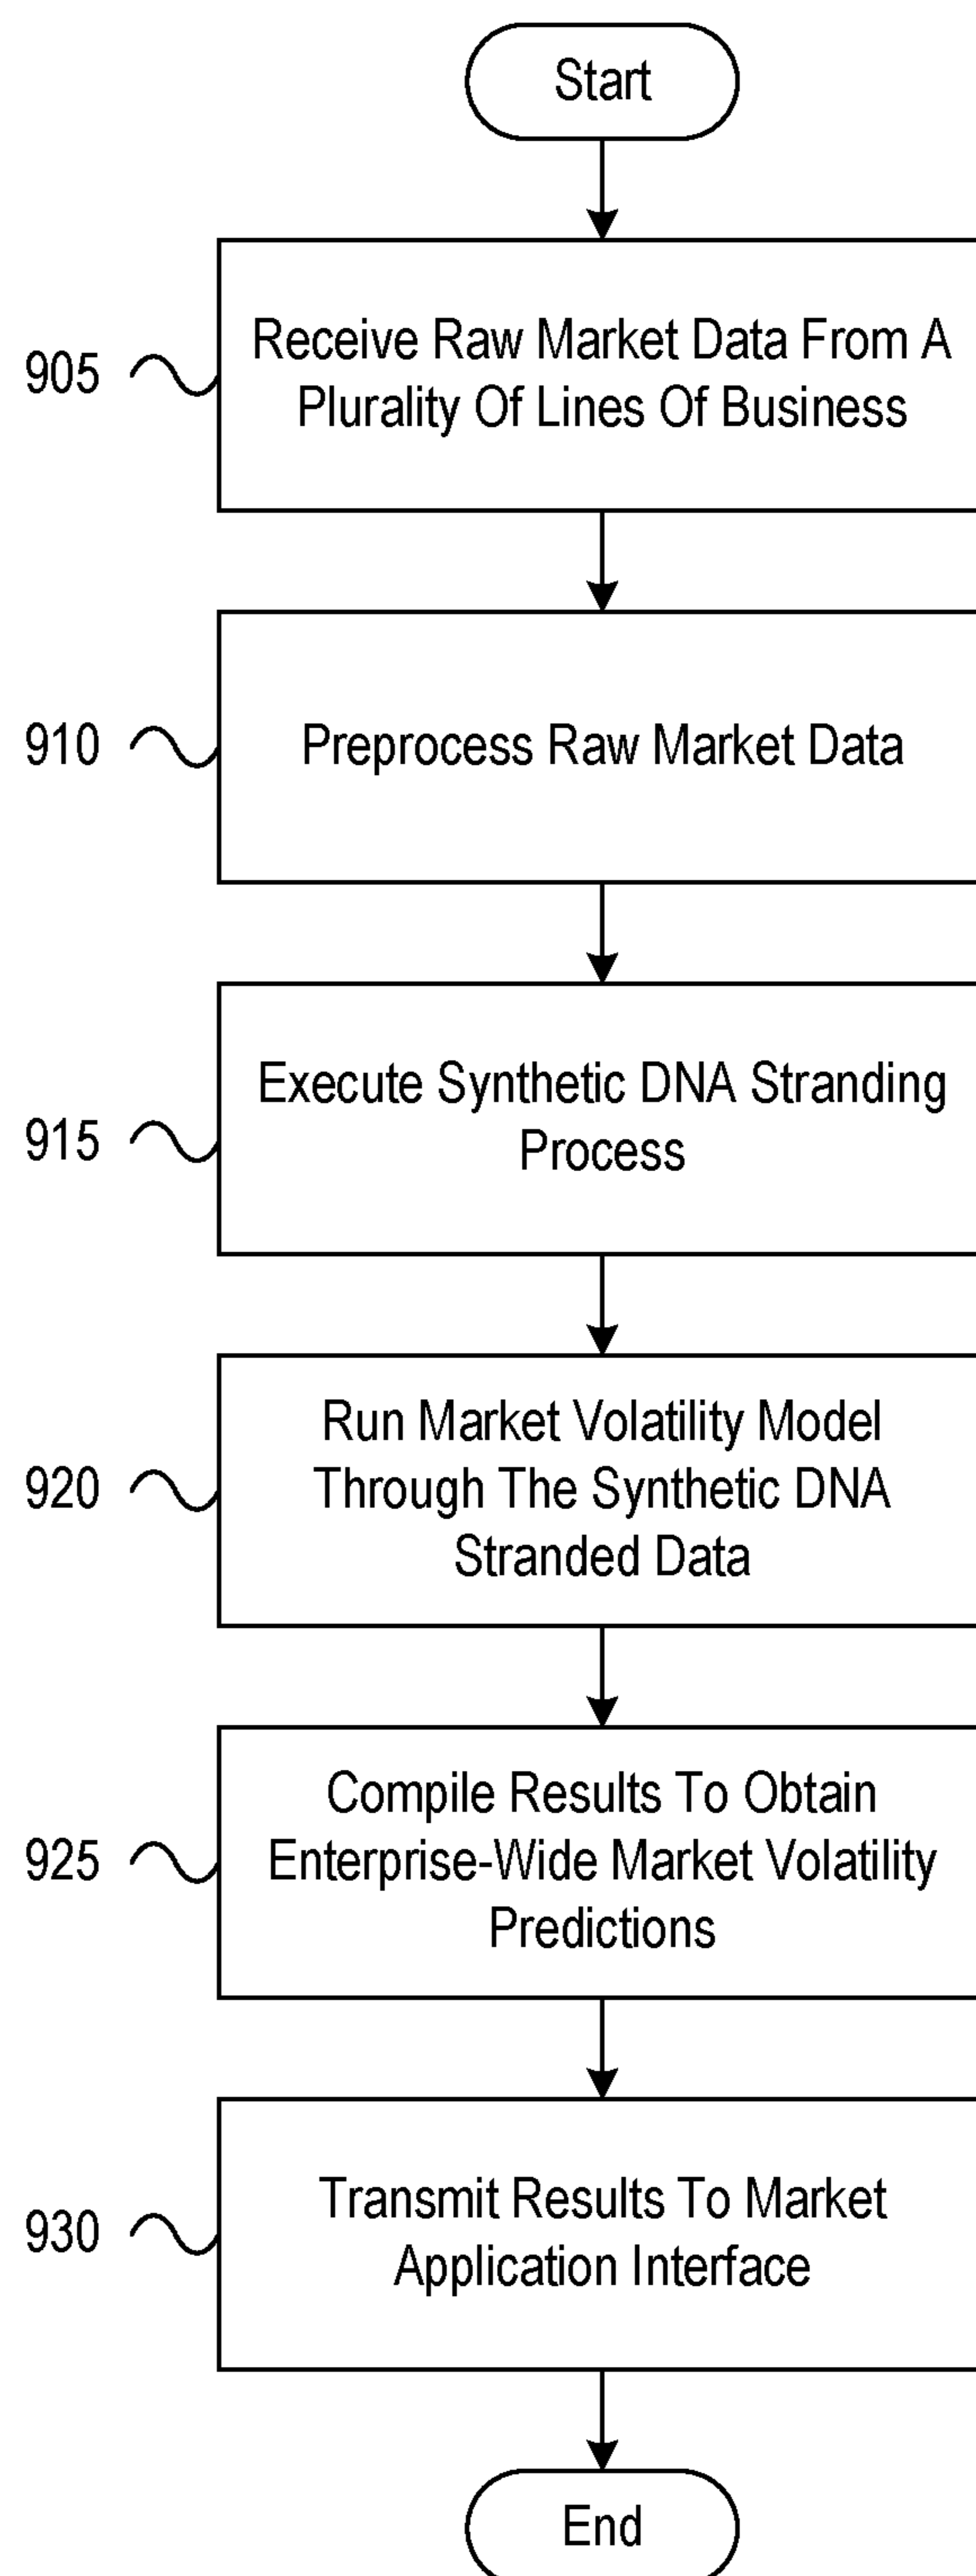 Start
905
Receive Raw Market Data From A
Plurality Of Lines Of Business
910
Preprocess Raw Market Data
915
Execute Synthetic DNA Stranding
Process
920
Run Market Volatility Model
Through The Synthetic DNA
Stranded Data
925
Compile Results To Obtain
Enterprise-Wide Market Volatility
Predictions
930
Transmit Results To Market
Application Interface
End